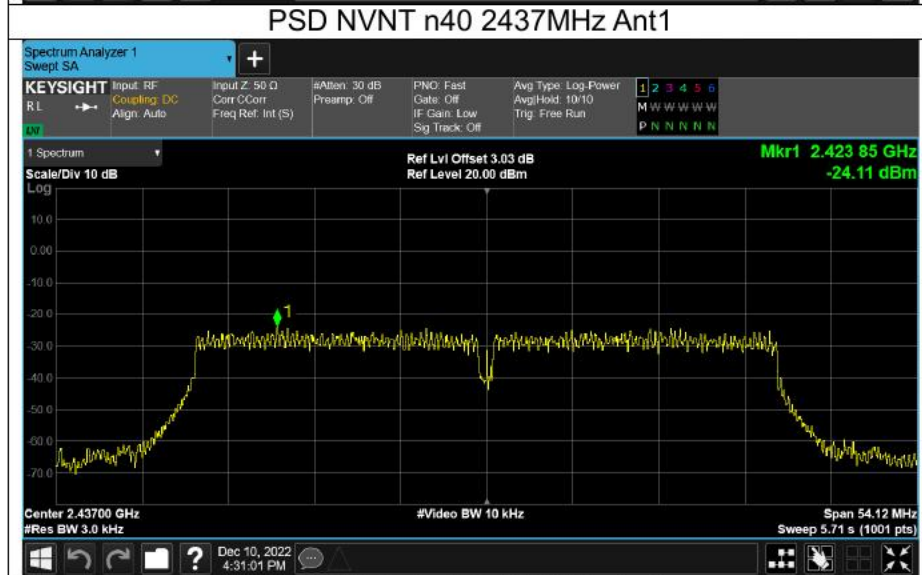 PSD NVNT n40 2437MHz Ant1
Spectrum Analyzer 1
Swept SA
+
KEYSIGHT
RL
LXI
Input: RF
Coupling: DC
Align: Auto
Input Z: 50 Ω
Corr CCorr
Freq Ref: Int (S)
#Atten: 30 dB
Preamp: Off
PNO: Fast
Gate: Off
IF Gain: Low
Sig Track: Off
Avg Type: Log-Power
Avg|Hold: 10/10
Trig: Free Run
1 2 3 4 5 6
M W W W W W
P N N N N N
1 Spectrum
Scale/Div 10 dB
Ref Lvl Offset 3.03 dB
Ref Level 20.00 dBm
Mkr1 2.423 85 GHz
-24.11 dBm
Log
10.0
0.00
-10.0
-20.0
-30.0
-40.0
-50.0
-60.0
-70.0
1
Center 2.43700 GHz
#Res BW 3.0 kHz
#Video BW 10 kHz
Span 54.12 MHz
Sweep 5.71 s (1001 pts)
?
Dec 10, 2022
4:31:01 PM